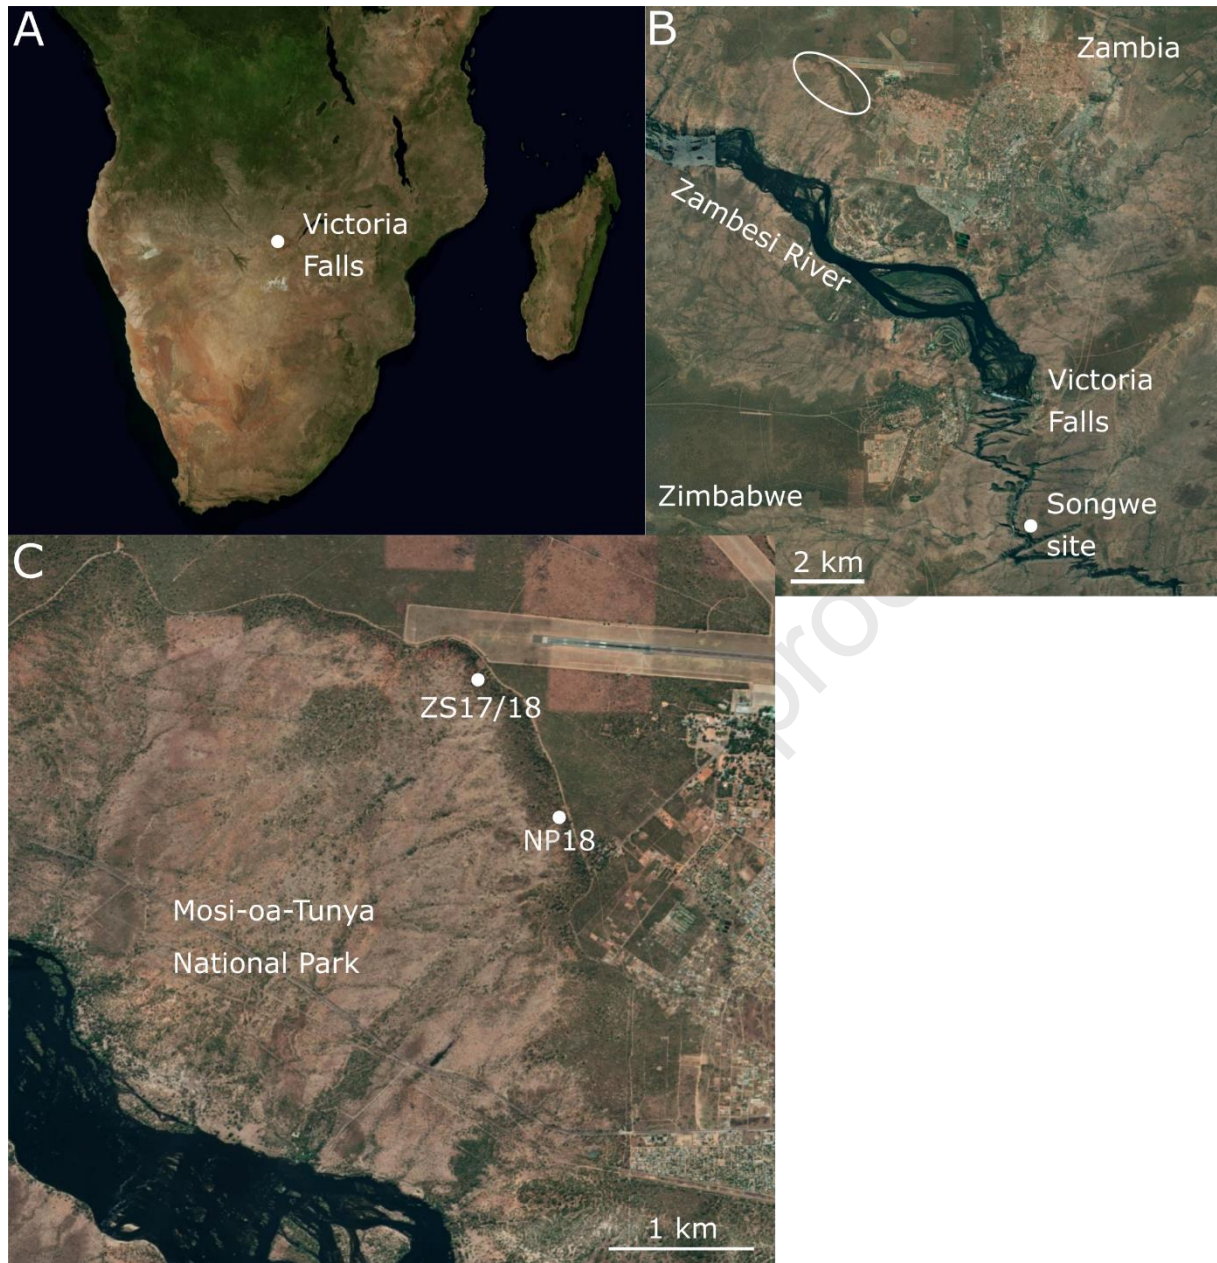 A
Victoria
Falls
B
Zambia
Zambesi River
Victoria
Falls
Zimbabwe
Songwe
site
2 km
C
ZS17/18
NP18
Mosi-oa-Tunya
National Park
1 km